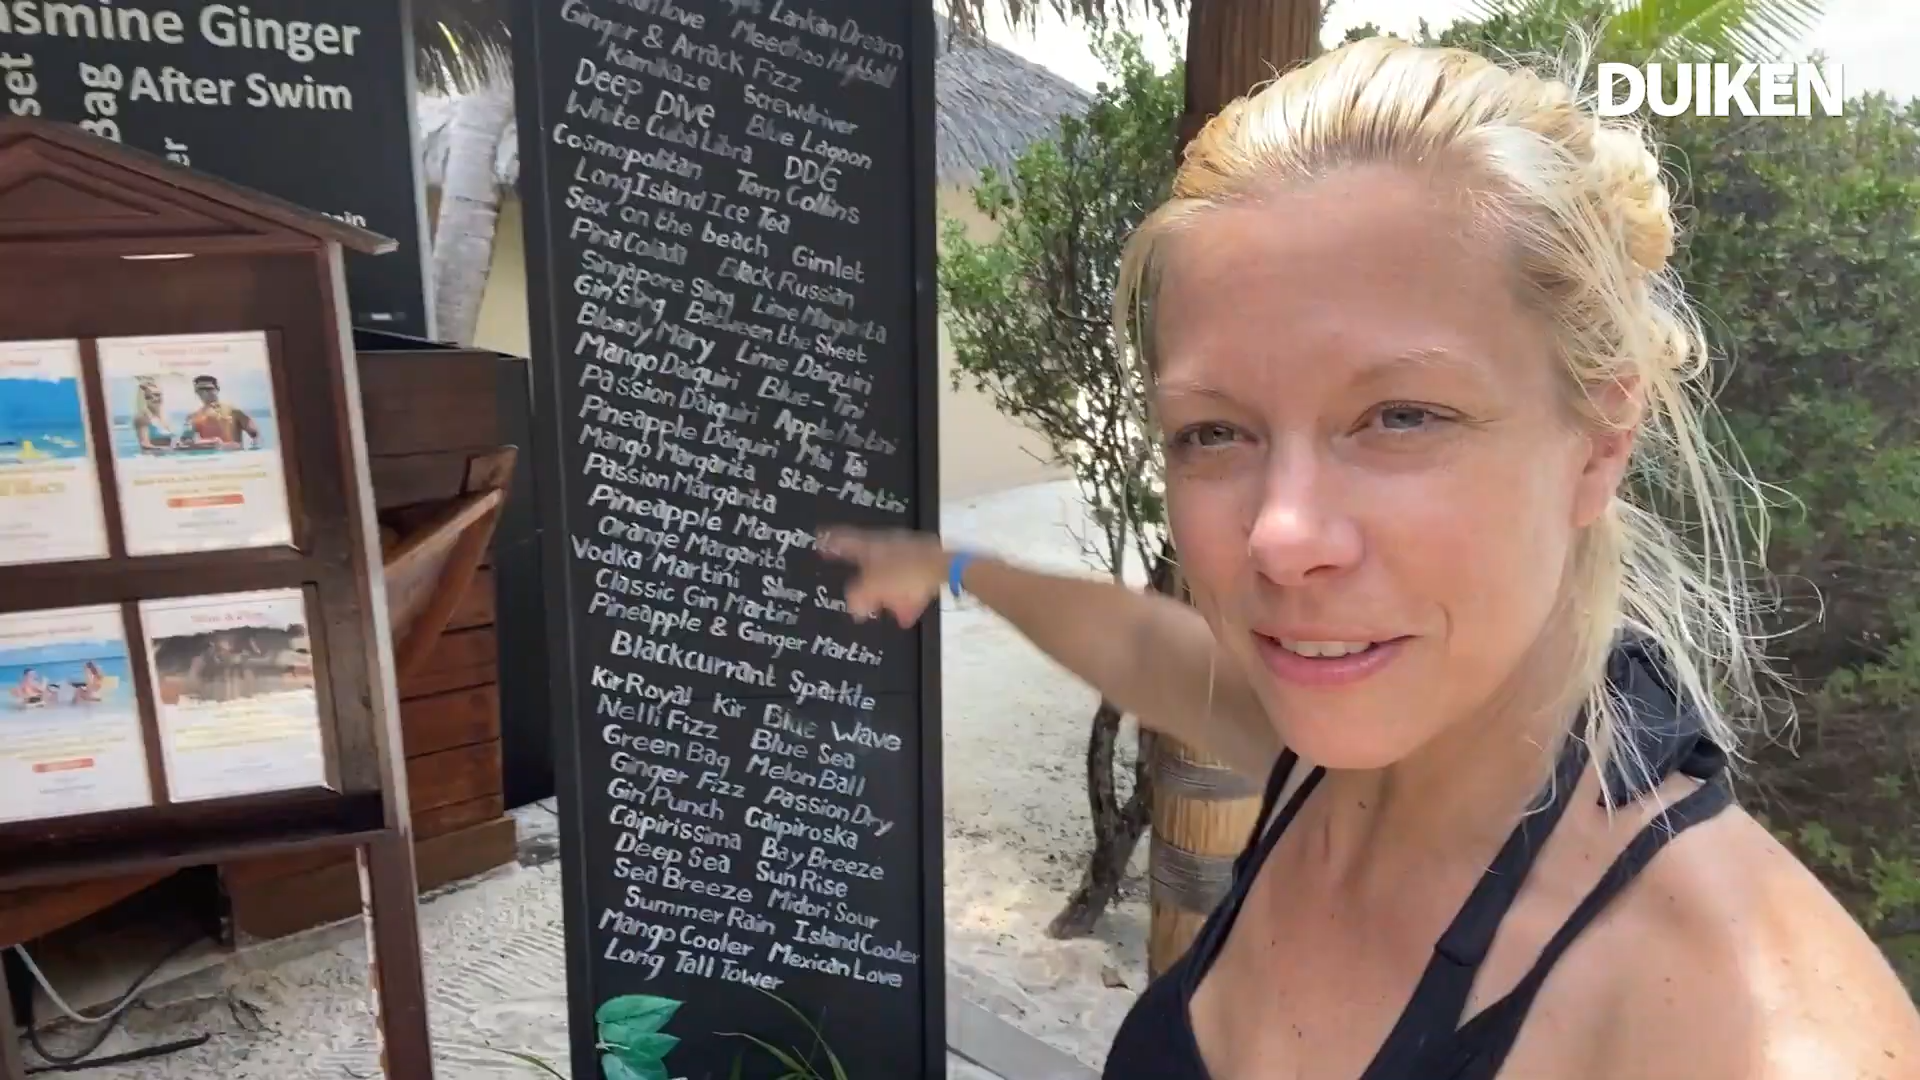 smine Ginger
set
Bag
After Swim
DUIKEN
Lankan Dream
love Meedhoo Highball
Ginger & Arrack Fizz
Kamikaze Screwdriver
Deep Dive Blue Lagoon
White Cuba Libra DDG
Cosmopolitan Tom Collins
Long Island Ice Tea
Sex on the beach Gimlet
Pina Colada Black Russian
Singapore Sling Lime Margarita
Gin Sling Between the Sheet
Bloody Mary Lime Daiquiri
Mango Daiquiri Blue-Tini
Passion Daiquiri Apple Martini
Pineapple Daiquiri Mai Tai
Mango Margarita Star-Martini
Passion Margarita
Pineapple Margarit
Orange Margarita
Vodka Martini Silver Sun
Classic Gin Martini
Pineapple & Ginger Martini
Blackcurrant Sparkle
Kir Royal Kir Blue Wave
Nelli Fizz Blue Sea
Green Bag Melon Ball
Ginger Fizz Passion Dry
Gin Punch Caipiroska
Caipirissima Bay Breeze
Deep Sea Sun Rise
Sea Breeze Midori Sour
Summer Rain Island Cooler
Mango Cooler Mexican Love
Long Tall Tower